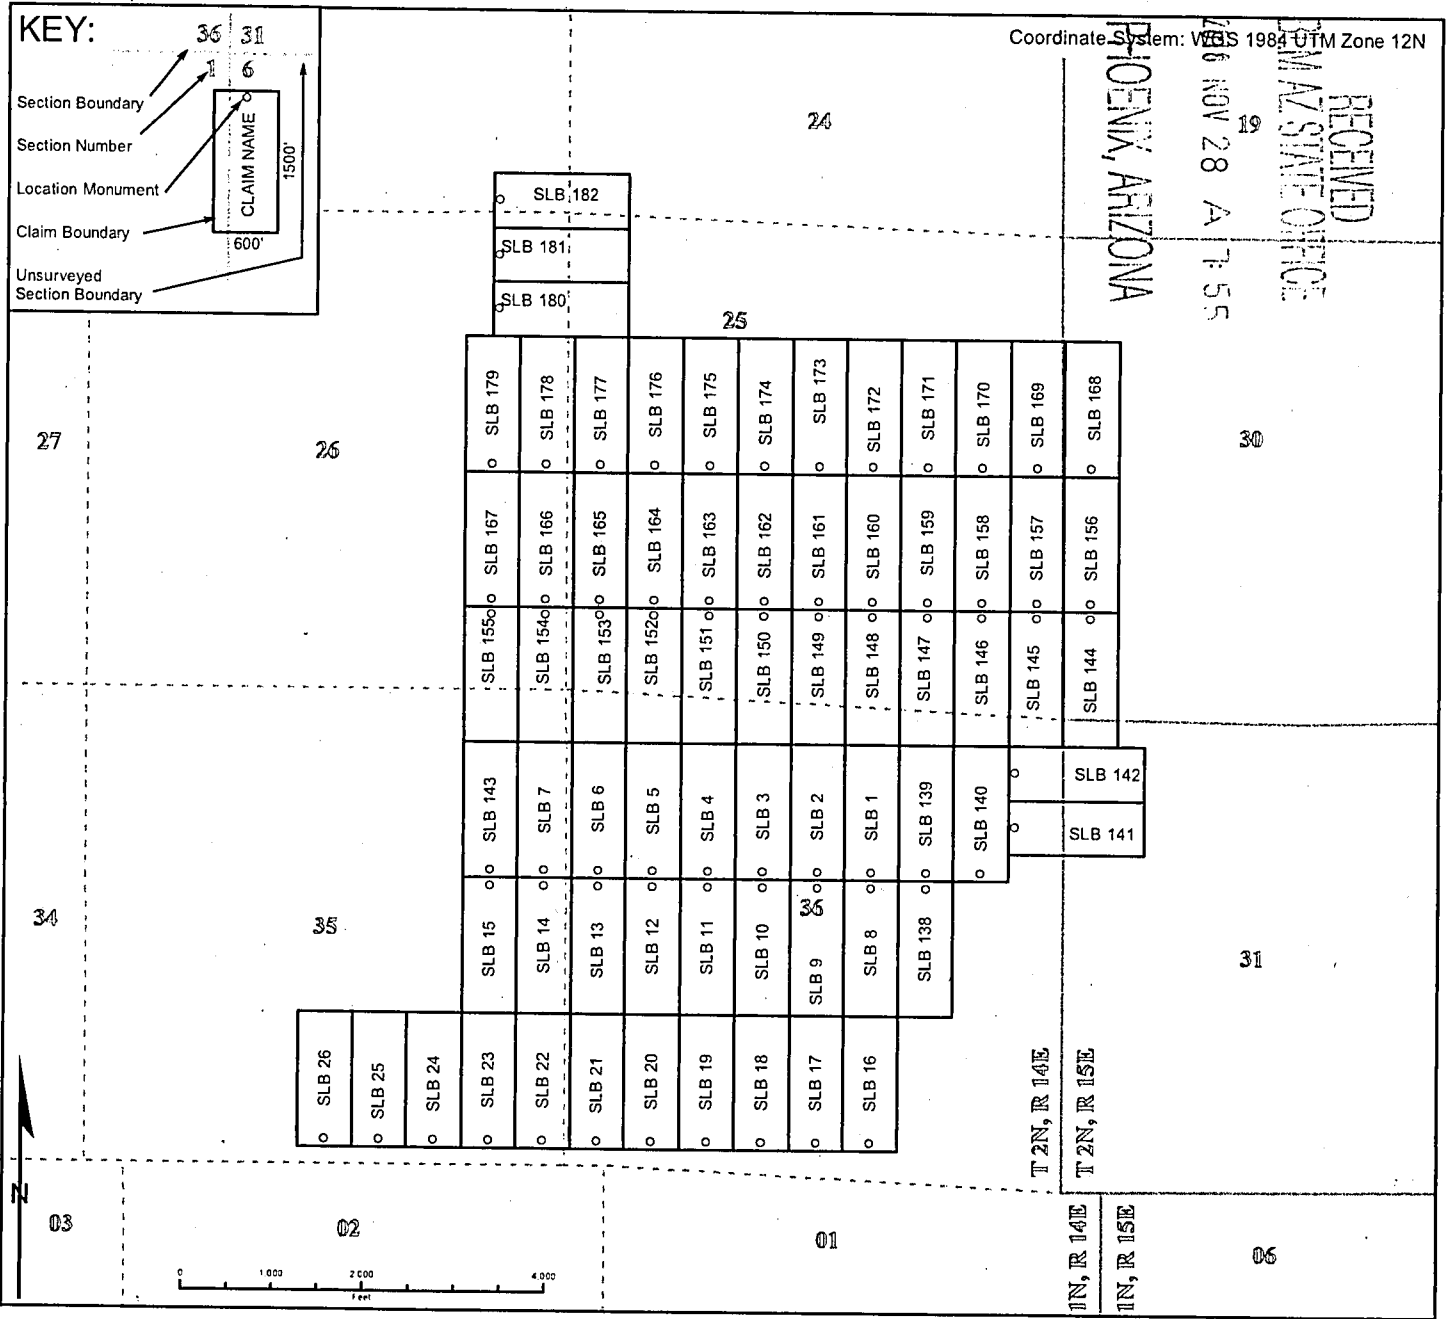 KEY:
36 31
1 6
Section Boundary
Section Number
Location Monument
Claim Boundary
Unsurveyed
Section Boundary
CLAIM NAME
1500'
600'
Coordinate System: WGS 1984 UTM Zone 12N
RECEIVED
BLM AZ STATE OFFICE
NOV 28 A 7:55
PHOENIX, ARIZONA
24
19
SLB 182
SLB 181
SLB 180
25
27
26
30
SLB 179
SLB 178
SLB 177
SLB 176
SLB 175
SLB 174
SLB 173
SLB 172
SLB 171
SLB 170
SLB 169
SLB 168
SLB 167
SLB 166
SLB 165
SLB 164
SLB 163
SLB 162
SLB 161
SLB 160
SLB 159
SLB 158
SLB 157
SLB 156
SLB 155
SLB 154
SLB 153
SLB 152
SLB 151
SLB 150
SLB 149
SLB 148
SLB 147
SLB 146
SLB 145
SLB 144
SLB 143
SLB 7
SLB 6
SLB 5
SLB 4
SLB 3
SLB 2
SLB 1
SLB 139
SLB 140
SLB 142
SLB 141
34
35
36
31
SLB 15
SLB 14
SLB 13
SLB 12
SLB 11
SLB 10
SLB 9
SLB 8
SLB 138
SLB 26
SLB 25
SLB 24
SLB 23
SLB 22
SLB 21
SLB 20
SLB 19
SLB 18
SLB 17
SLB 16
T2N, R 14E
T2N, R 15E
N
03
02
01
06
1N, R 14E
1N, R 15E
0 1 000 2 000 4 000
Feet